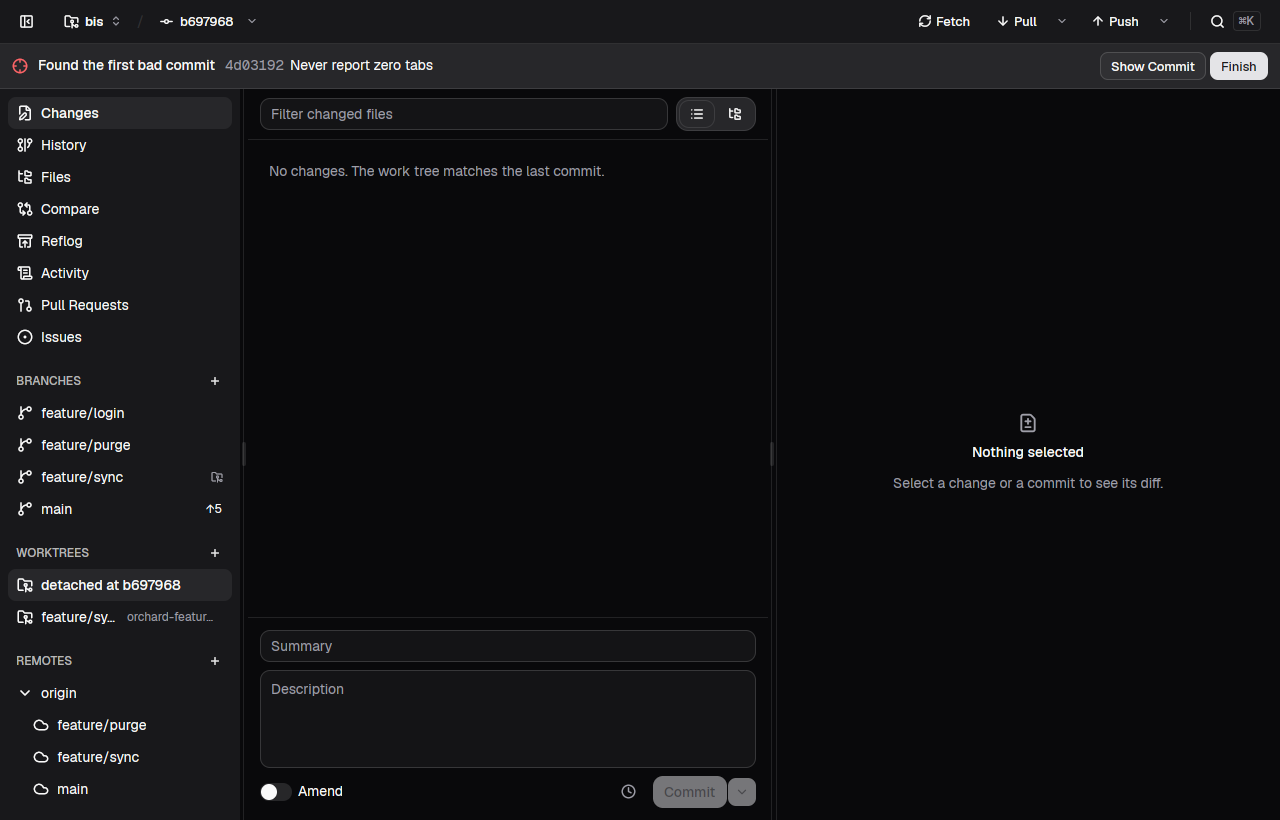 bis / b697968
Fetch Pull Push ⌘K
Found the first bad commit 4d03192 Never report zero tabs
Show Commit Finish
Changes
History
Files
Compare
Reflog
Activity
Pull Requests
Issues
BRANCHES
feature/login
feature/purge
feature/sync
main ↑5
WORKTREES
detached at b697968
feature/sy... orchard-featur...
REMOTES
origin
feature/purge
feature/sync
main
Filter changed files
No changes. The work tree matches the last commit.
Summary
Description
Amend
Commit
Nothing selected
Select a change or a commit to see its diff.